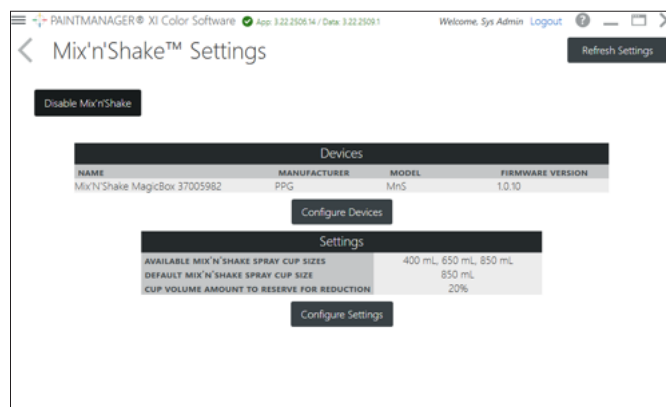 PAINTMANAGER® XI Color Software App: 3.22.2506.14 / Data: 3.22.2509.1 Welcome, Sys Admin Logout
Mix'n'Shake™ Settings
Refresh Settings
Disable Mix'n'Shake
Devices
NAME MANUFACTURER MODEL FIRMWARE VERSION
Mix'N'Shake MagicBox 37005982 PPG MnS 1.0.10
Configure Devices
Settings
AVAILABLE MIX'N'SHAKE SPRAY CUP SIZES 400 mL, 650 mL, 850 mL
DEFAULT MIX'N'SHAKE SPRAY CUP SIZE 850 mL
CUP VOLUME AMOUNT TO RESERVE FOR REDUCTION 20%
Configure Settings